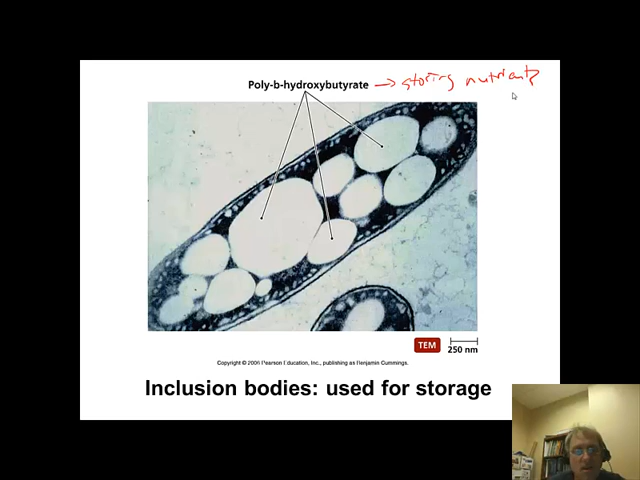 Poly-b-hydroxybutyrate → storing nutrients
TEM
250 nm
Copyright © 2006 Pearson Education, Inc., publishing as Benjamin Cummings.
Inclusion bodies: used for storage